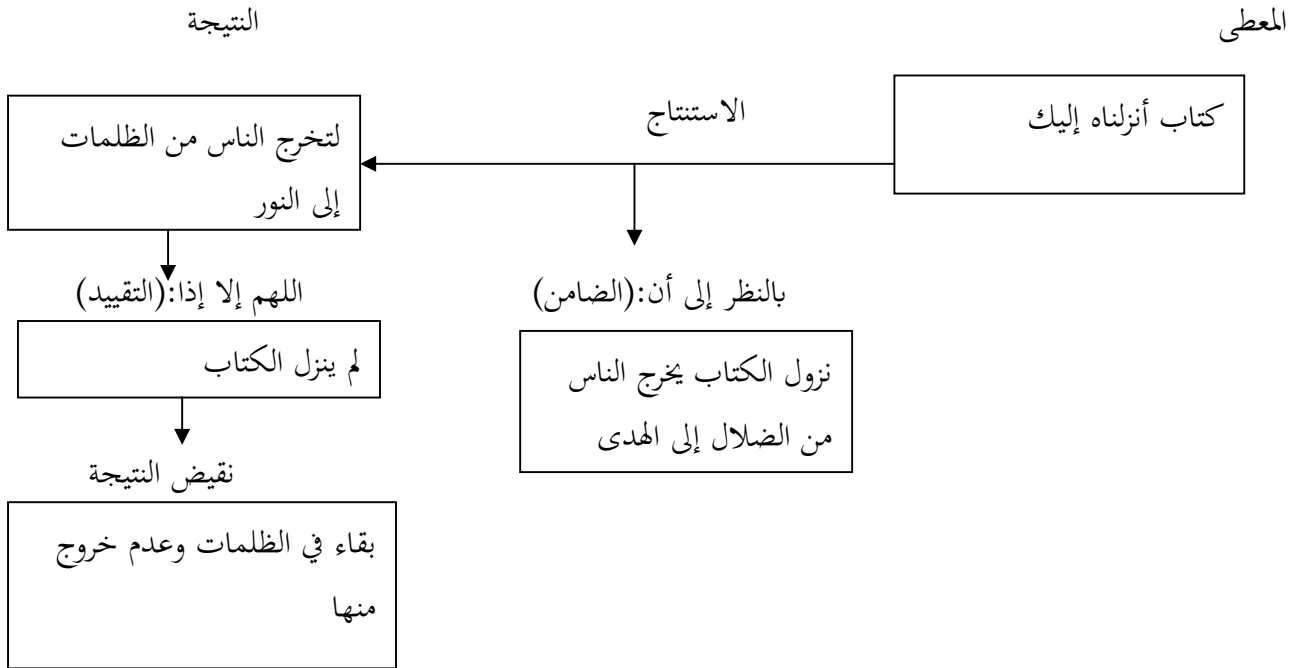 المعطى
النتيجة
كتاب أنزلناه إليك
الاستنتاج
لتخرج الناس من الظلمات
إلى النور
بالنظر إلى أن:(الضامن)
اللهم إلا إذا:(التقييد)
نزول الكتاب يخرج الناس
من الضلال إلى الهدى
لم ينزل الكتاب
نقيض النتيجة
بقاء في الظلمات وعدم خروج
منها